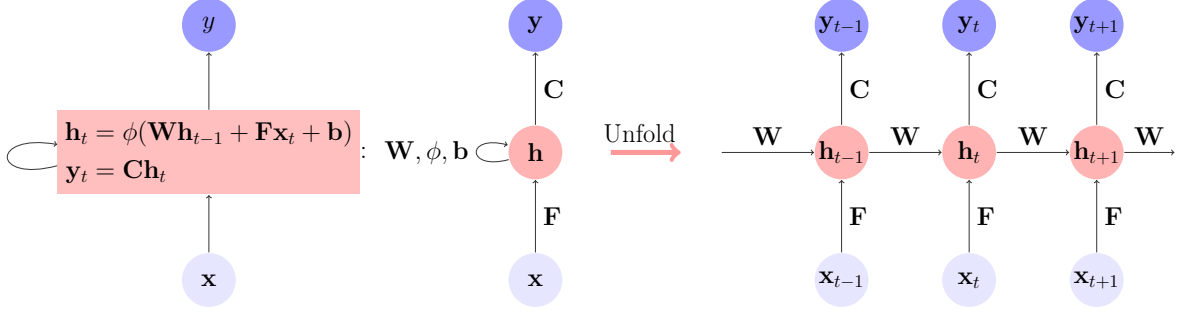 y
h_t = ϕ(Wh_{t−1} + Fx_t + b)
y_t = Ch_t
x
:
y
C
W, ϕ, b
h
F
x
Unfold
y_{t−1} y_t y_{t+1}
C C C
W h_{t−1} W h_t W h_{t+1} W
F F F
x_{t−1} x_t x_{t+1}